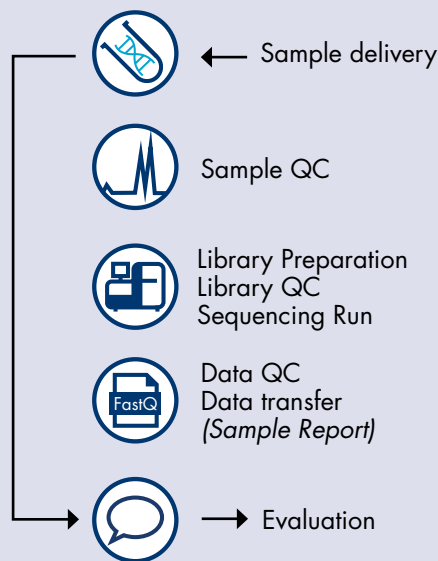 Sample delivery
Sample QC
Library Preparation
Library QC
Sequencing Run
Data QC
Data transfer
FastQ
(Sample Report)
Evaluation